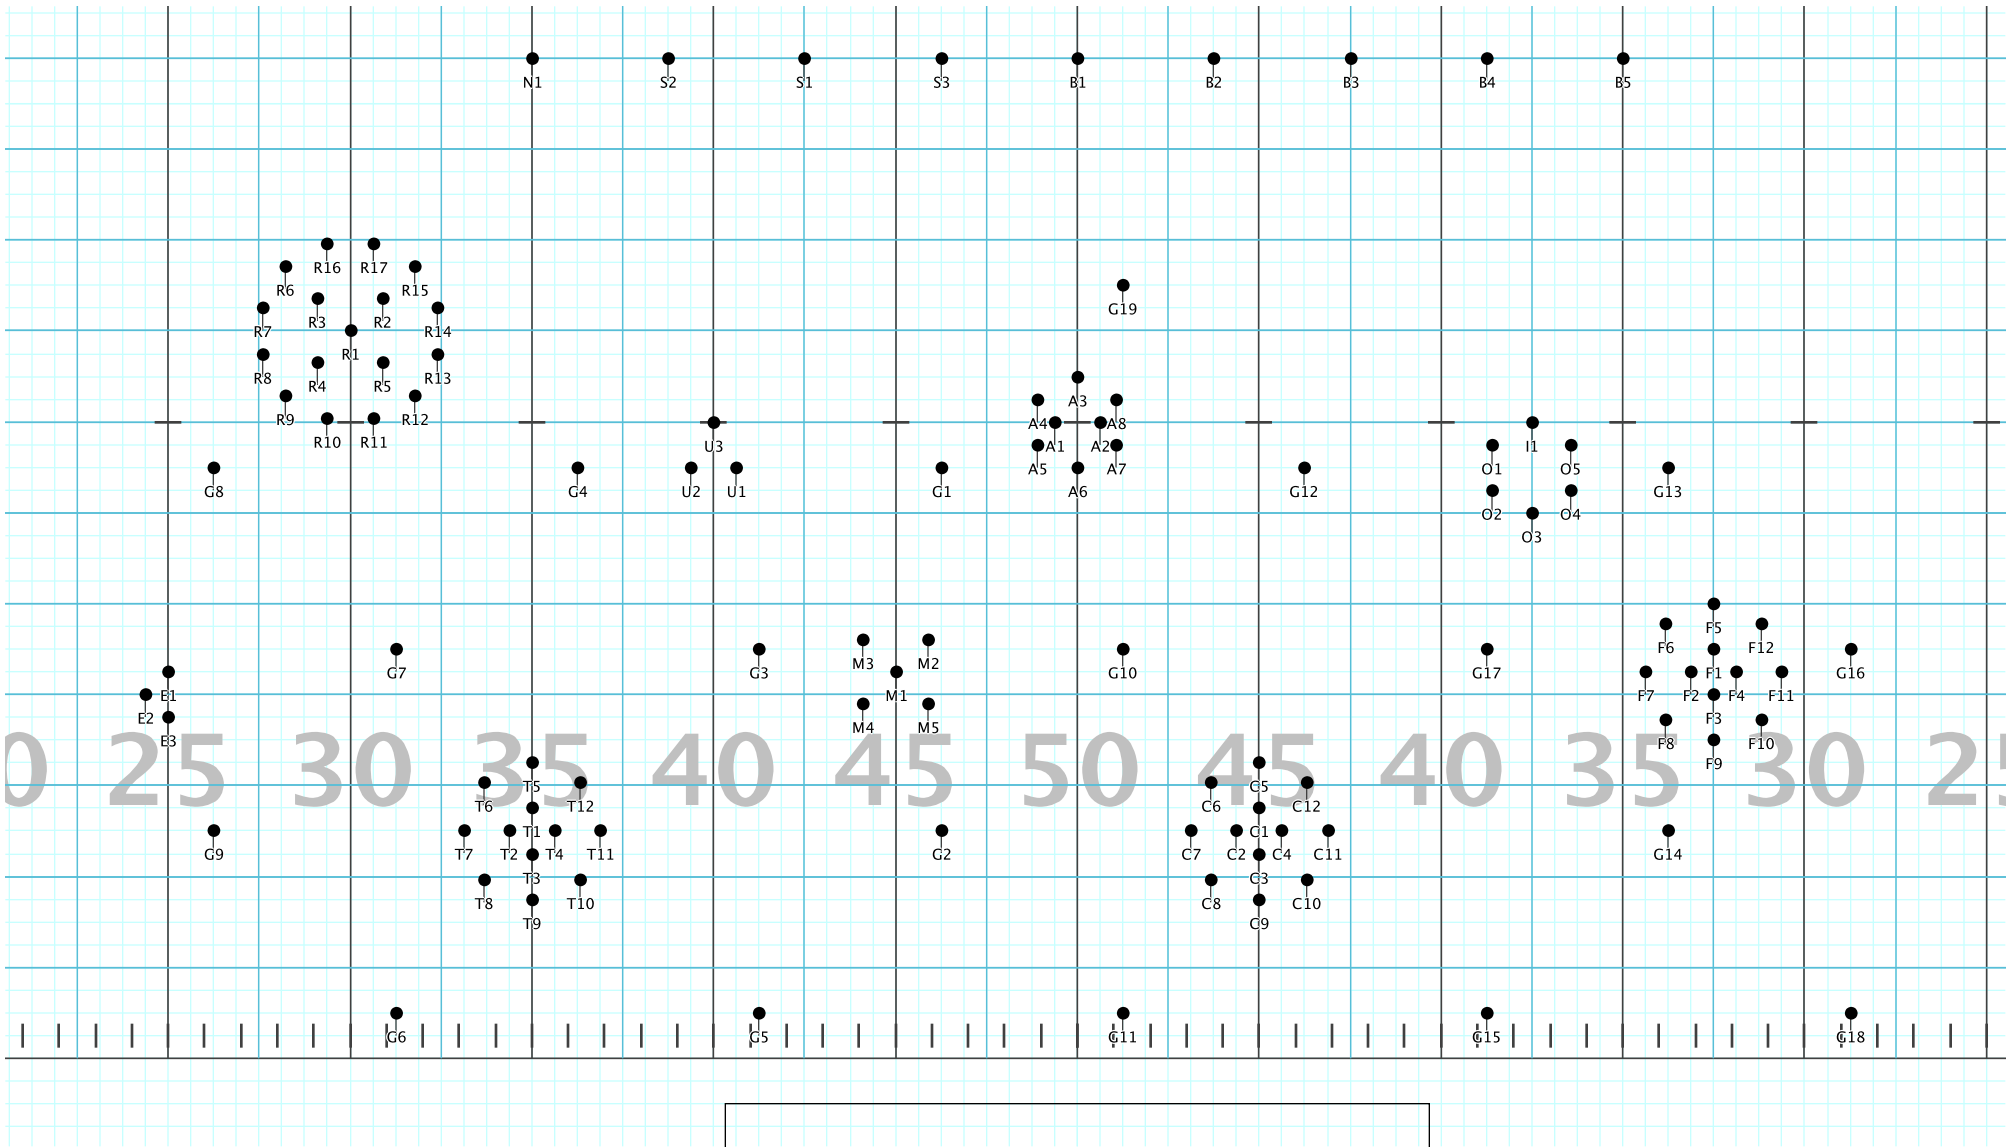 N1 S2 S1 S3 B1 B2 B3 B4 B5
R16 R17
R6 R15
G19
R3 R2
R7 R14
R1
R8 R13
R4 R5
A3
R9 R12
A4 A8
R10 R11 U3 A1 A2 I1
A5 A7 O1 O5
G8 G4 U2 U1 G1 A6 G12 G13
O2 O4
O3
F5
F6 F12
M3 M2
G7 G3 G10 G17 F1 G16
E1 M1 F7 F2 F4 F11
E2 F3
M4 M5
E3 F8 F10
F9
0 25 30 35 40 45 50 45 40 35 30 25
T5 C5
T6 T12 C6 C12
T1 C1
G9 T7 T2 T4 T11 G2 C7 C2 C4 C11 G14
T3 C3
T8 T10 C8 C10
T9 C9
G6 G5 G11 G15 G18